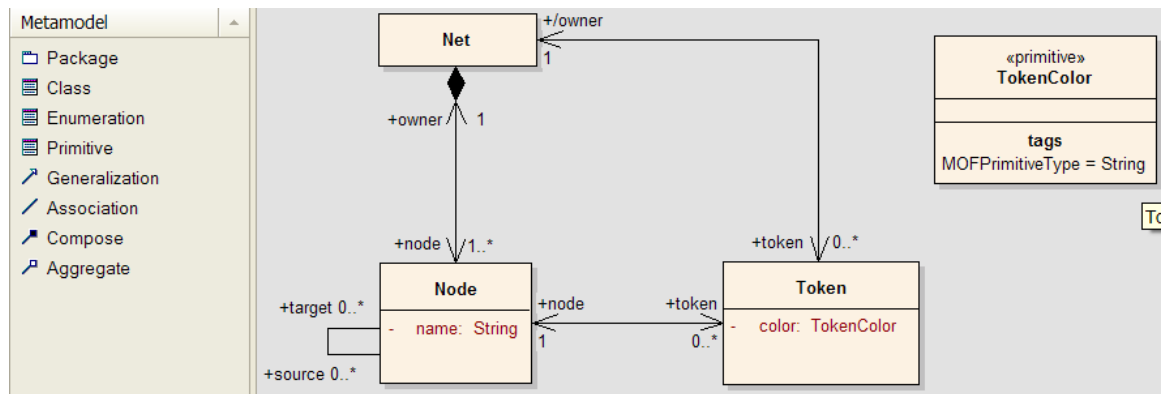 Metamodel
Package
Class
Enumeration
Primitive
Generalization
Association
Compose
Aggregate
Net
+/owner
1
+owner
1
+node
1..*
+token
0..*
Node
- name: String
+target 0..*
+source 0..*
+node
1
+token
0..*
Token
- color: TokenColor
«primitive»
TokenColor
tags
MOFPrimitiveType = String
To